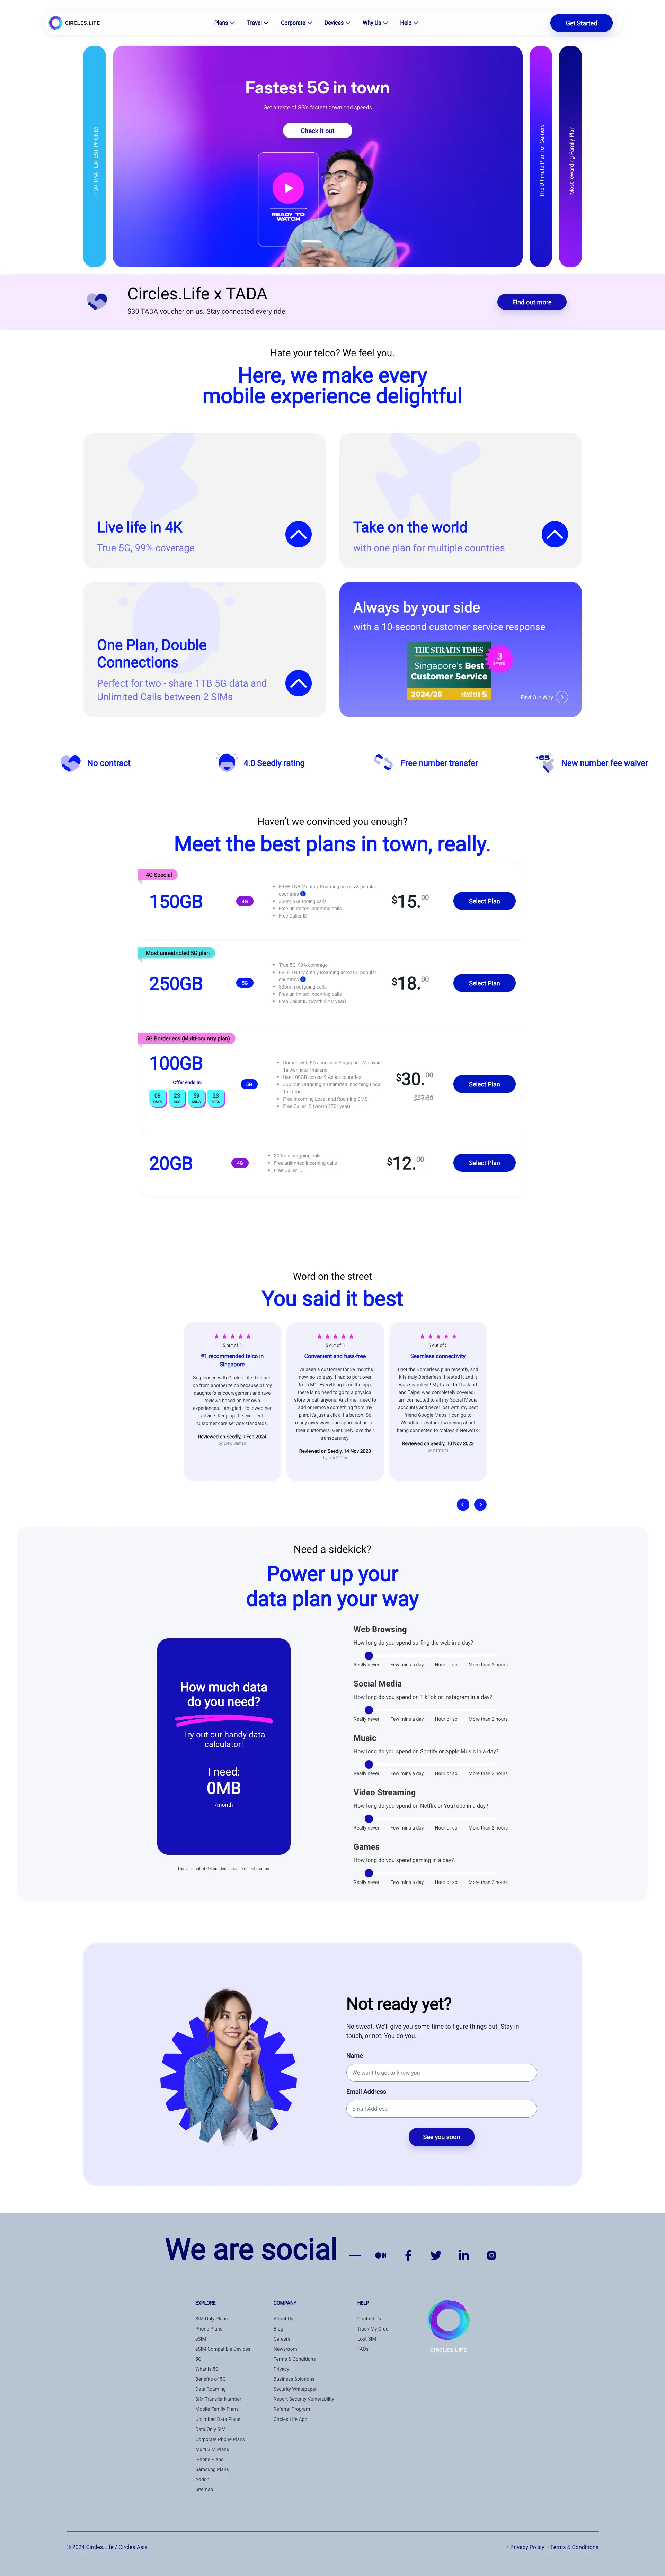 CIRCLES.LIFE
Plans
Travel
Corporate
Devices
Why Us
Help
Get Started
FOR THAT LATEST PHONE?
Fastest 5G in town
Get a taste of SG's fastest download speeds
Check it out
READY TO
WATCH
The Ultimate Plan for Gamers
Most rewarding Family Plan
Circles.Life x TADA
$30 TADA voucher on us. Stay connected every ride.
Find out more
Hate your telco? We feel you.
Here, we make every
mobile experience delightful
Live life in 4K
True 5G, 99% coverage
Take on the world
with one plan for multiple countries
One Plan, Double
Connections
Perfect for two - share 1TB 5G data and
Unlimited Calls between 2 SIMs
Always by your side
with a 10-second customer service response
THE STRAITS TIMES
Singapore's Best
Customer Service
2024/25
statista
3
Years
Find Out Why
No contract
4.0 Seedly rating
Free number transfer
+65
New number fee waiver
Haven't we convinced you enough?
Meet the best plans in town, really.
4G Special
150GB
4G
FREE 1GB Monthly Roaming across 8 popular
countries
300min outgoing calls
Free unlimited incoming calls
Free Caller ID
$15.00
Select Plan
Most unrestricted 5G plan
250GB
5G
True 5G, 99% coverage
FREE 1GB Monthly Roaming across 8 popular
countries
300min outgoing calls
Free unlimited incoming calls
Free Caller ID (worth $70/ year)
$18.00
Select Plan
5G Borderless (Multi-country plan)
100GB
Offer ends in:
09 23 59 23
DAYS HRS MINS SECS
5G
Comes with 5G access in Singapore, Malaysia,
Taiwan and Thailand
Use 100GB across 9 Asian countries
300 Min Outgoing & Unlimited Incoming Local
Talktime
Free Incoming Local and Roaming SMS
Free Caller ID (worth $70/ year)
$30.00
$37.00
Select Plan
20GB
4G
300min outgoing calls
Free unlimited incoming calls
Free Caller ID
$12.00
Select Plan
Word on the street
You said it best
5 out of 5
#1 recommended telco in
Singapore
So pleased with Circles.Life. I signed
on from another telco because of my
daughter's encouragement and rave
reviews based on her own
experiences. I am glad I followed her
advice. Keep up the excellent
customer care service standards.
Reviewed on Seedly, 9 Feb 2024
by Liew James
5 out of 5
Convenient and fuss-free
I've been a customer for 29 months
now, so so easy. I had to port over
from M1. Everything is on the app,
there is no need to go to a physical
store or call anyone. Anytime I need to
add or remove something from my
plan, it's just a click if a button. So
many giveaways and appreciation for
their customers. Genuinely love their
transparency.
Reviewed on Seedly, 14 Nov 2023
5 out of 5
Seamless connectivity
I got the Borderless plan recently, and
it is truly Borderless. I tested it and it
was seamless! My travel to Thailand
and Taipei was completely covered. I
am connected to all my Social Media
accounts and never lost with my best
friend Google Maps. I can go to
Woodlands without worrying about
being connected to Malaysia Network.
Reviewed on Seedly, 10 Nov 2023
Need a sidekick?
Power up your
data plan your way
How much data
do you need?
Try out our handy data
calculator!
I need:
0MB
/month
This amount of GB needed is based on estimation.
Web Browsing
How long do you spend surfing the web in a day?
Really never Few mins a day Hour or so More than 2 hours
Social Media
How long do you spend on TikTok or Instagram in a day?
Really never Few mins a day Hour or so More than 2 hours
Music
How long do you spend on Spotify or Apple Music in a day?
Really never Few mins a day Hour or so More than 2 hours
Video Streaming
How long do you spend on Netflix or YouTube in a day?
Really never Few mins a day Hour or so More than 2 hours
Games
How long do you spend gaming in a day?
Really never Few mins a day Hour or so More than 2 hours
Not ready yet?
No sweat. We'll give you some time to figure things out. Stay in
touch, or not. You do you.
Name
We want to get to know you
Email Address
Email Address
See you soon
We are social
EXPLORE
SIM Only Plans
Phone Plans
eSIM
eSIM Compatible Devices
5G
What is 5G
Benefits of 5G
Data Roaming
SIM Transfer Number
Mobile Family Plans
Unlimited Data Plans
Data Only SIM
Corporate Phone Plans
Multi SIM Plans
iPhone Plans
Samsung Plans
Addon
Sitemap
COMPANY
About Us
Blog
Careers
Newsroom
Terms & Conditions
Privacy
Business Solutions
Security Whitepaper
Report Security Vulnerability
Referral Program
Circles.Life App
HELP
Contact Us
Track My Order
Lost SIM
FAQs
CIRCLES.LIFE
© 2024 Circles.Life / Circles.Asia
• Privacy Policy • Terms & Conditions